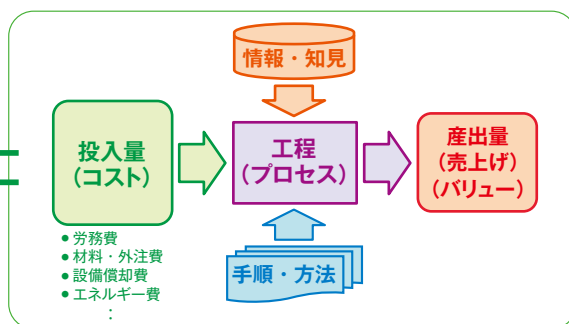 情報・知見
投入量
（コスト）
工程
（プロセス）
産出量
（売上げ）
（バリュー）
● 労務費
● 材料・外注費
● 設備償却費
● エネルギー費
：
手順・方法